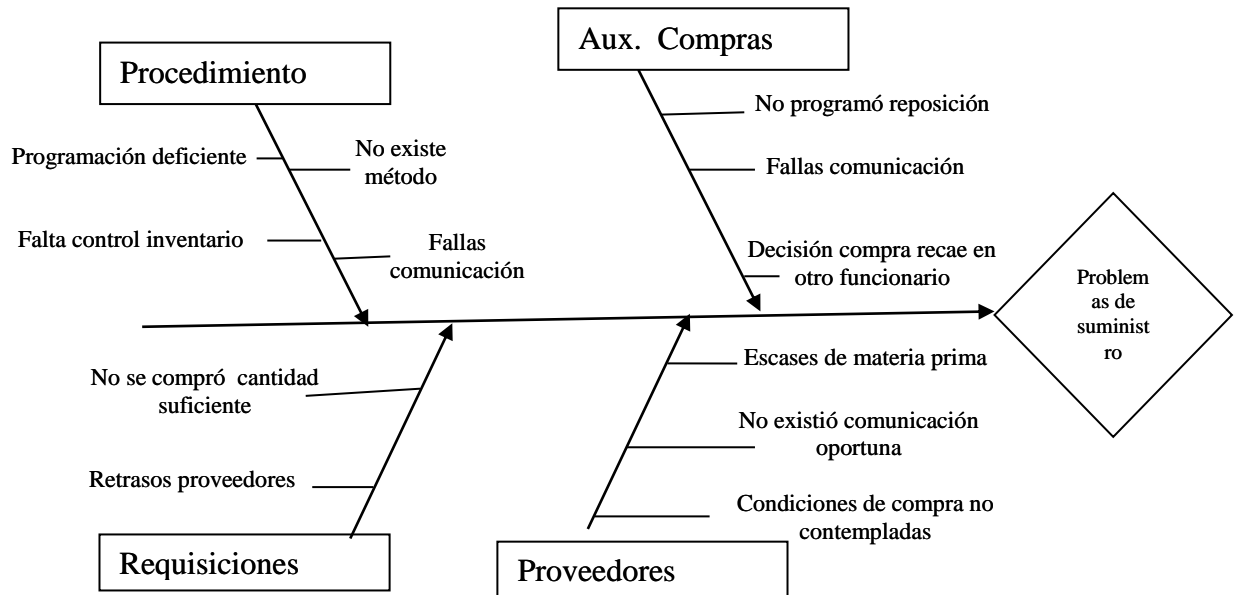 Aux. Compras
Procedimiento
No programó reposición
Programación deficiente
No existe
método
Fallas comunicación
Falta control inventario
Fallas
comunicación
Decisión compra recae en
otro funcionario
Problem
as de
suminist
ro
No se compró cantidad
suficiente
Escases de materia prima
No existió comunicación
oportuna
Retrasos proveedores
Condiciones de compra no
contempladas
Requisiciones
Proveedores